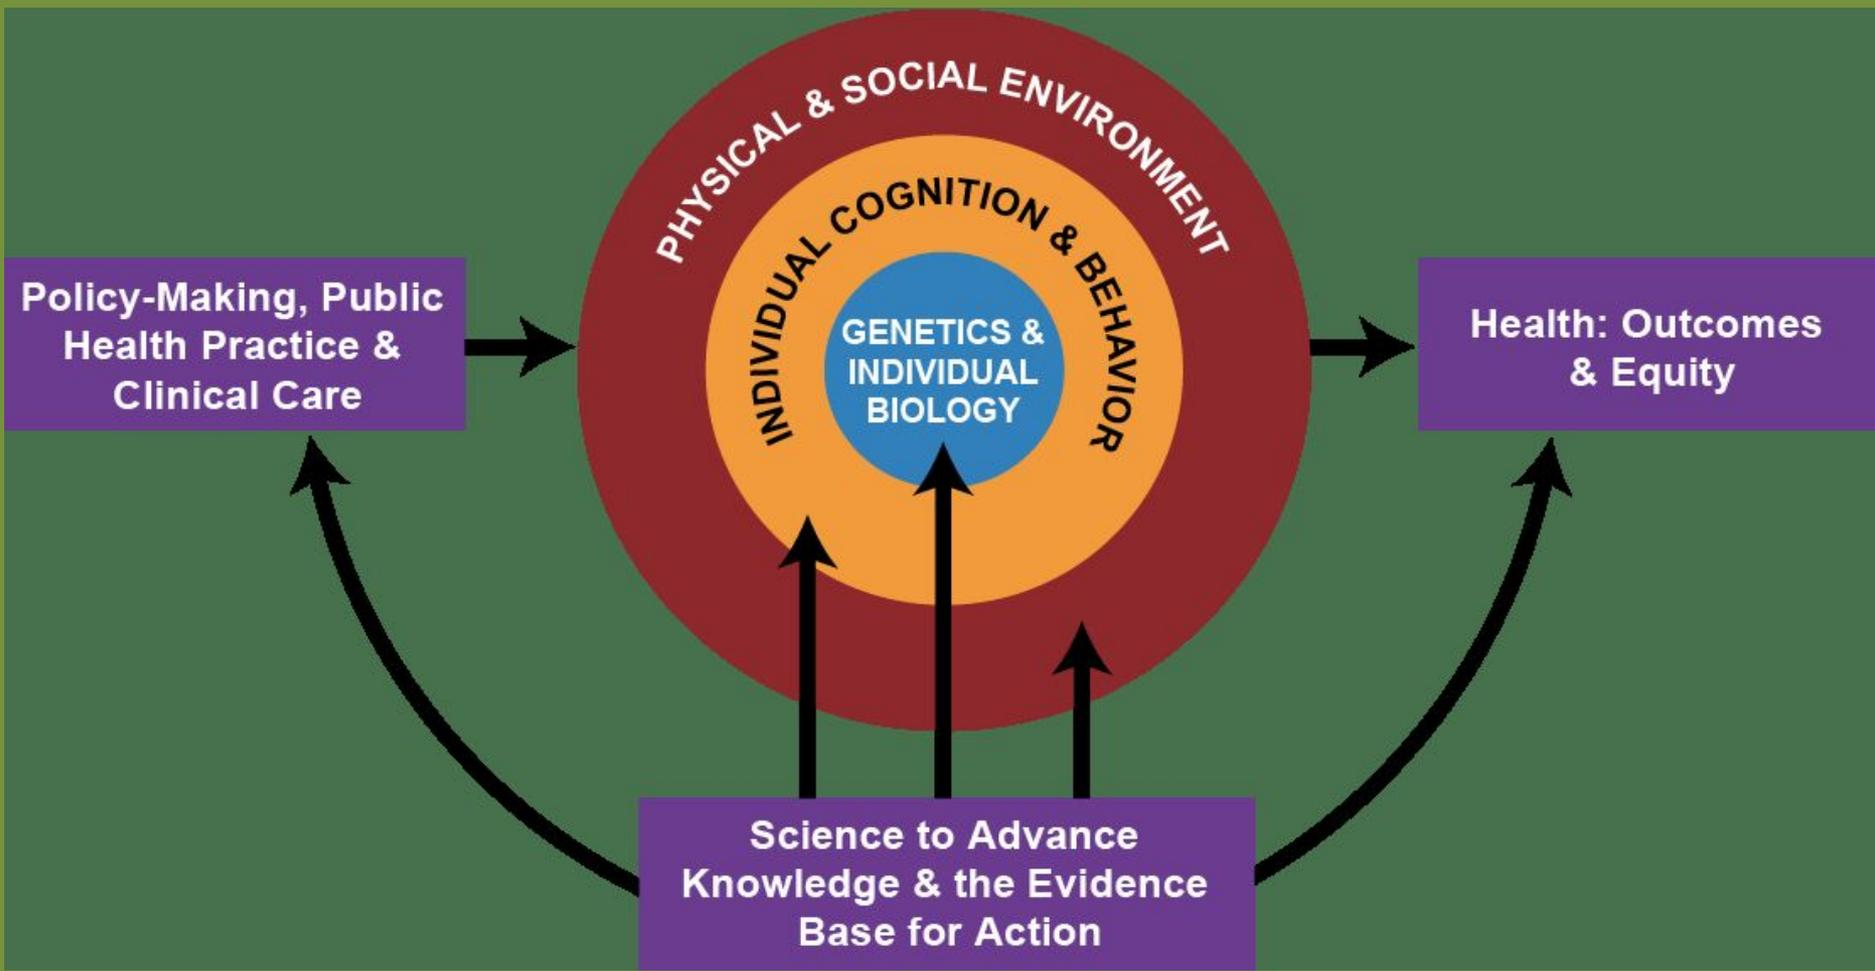 PHYSICAL & SOCIAL ENVIRONMENT
INDIVIDUAL COGNITION & BEHAVIOR
GENETICS &
INDIVIDUAL
BIOLOGY
Policy-Making, Public
Health Practice &
Clinical Care
Health: Outcomes
& Equity
Science to Advance
Knowledge & the Evidence
Base for Action